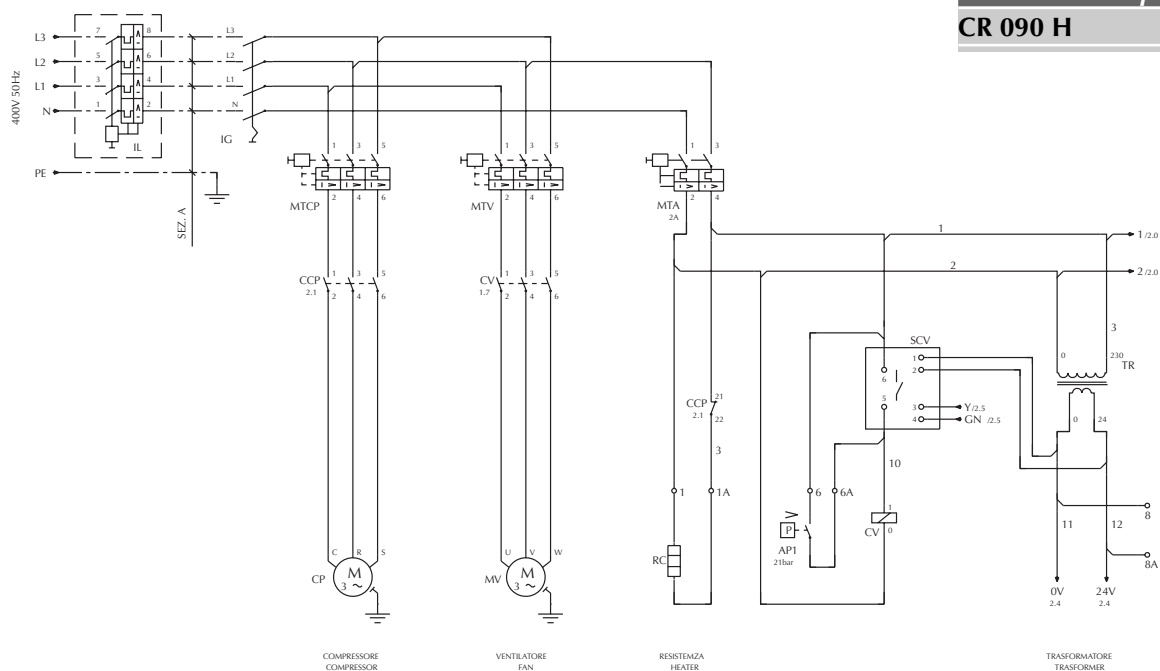 CR 090 H
400V 50Hz
L3
7
8
L3
L2
5
6
L2
L1
3
4
L1
N
1
2
N
IL
IG
PE
SEZ. A
1
3
5
MTCP
2
4
6
1
3
5
MTV
2
4
6
1
3
MTA
2A
2
4
1
1 /2.0
2
2 /2.0
CCP
2.1
1
3
5
2
4
6
CV
1.7
1
3
5
2
4
6
3
SCV
1
2
6
5
3
4
Y/2.5
GN /2.5
0
230
TR
0
24
CCP
2.1
21
22
3
10
1
1A
6
6A
P
AP1
21bar
CV
1
0
11
12
8
8A
RC
C
R
S
CP
M
3 ~
U
V
W
MV
M
3 ~
0V
2.4
24V
2.4
COMPRESSORE
COMPRESSOR
VENTILATORE
FAN
RESISTEMZA
HEATER
TRASFORMATORE
TRASFORMER